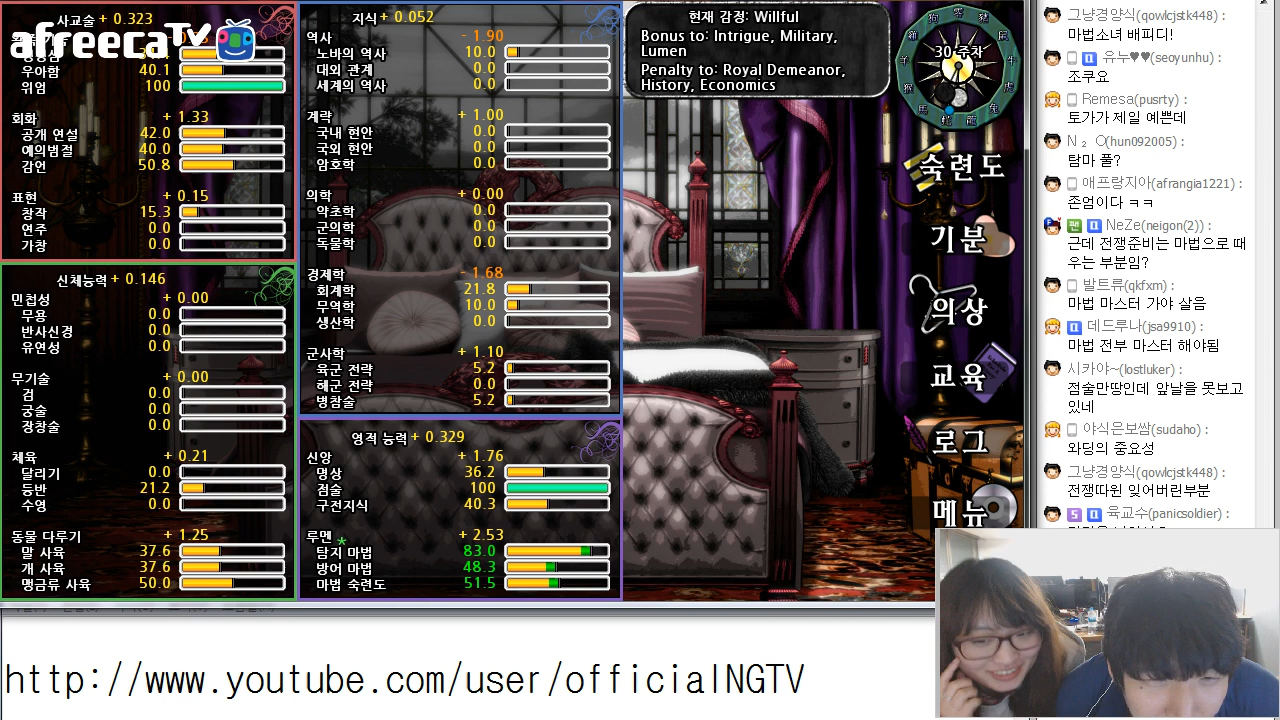 사교술 + 0.323
afreecaTV
우아함 40.1
위엄 100
회화 + 1.33
공개 연설 42.0
예의범절 40.0
감언 50.8
표현 + 0.15
창작 15.3
연주 0.0
가창 0.0
신체능력 + 0.146
민첩성 + 0.00
무용 0.0
반사신경 0.0
유연성 0.0
무기술 + 0.00
검 0.0
궁술 0.0
장창술 0.0
체육 + 0.21
달리기 0.0
등반 21.2
수영 0.0
동물 다루기 + 1.25
말 사육 37.6
개 사육 37.6
맹금류 사육 50.0
지식 + 0.052
역사 - 1.90
노바의 역사 10.0
대외 관계 0.0
세계의 역사 0.0
계략 + 1.00
국내 현안 0.0
국외 현안 0.0
암호학 0.0
의학 + 0.00
약초학 0.0
군의학 0.0
독물학 0.0
경제학 - 1.68
회계학 21.8
무역학 10.0
생산학 0.0
군사학 + 1.10
육군 전략 5.2
해군 전략 0.0
병참술 5.2
영적 능력 + 0.329
신앙 + 1.76
명상 36.2
점술 100
구전지식 40.3
루멘 * + 2.53
탐지 마법 83.0
방어 마법 48.3
마법 숙련도 51.5
현재 감정: Willful
Bonus to: Intrigue, Military,
Lumen
Penalty to: Royal Demeanor,
History, Economics
30 주차
숙련도
기분
의상
교육
로그
메뉴
그냥경양식(qowlcjstk448) :
마법소녀 배피디!
유누♥♥(seoyunhu) :
조쿠요
Remesa(pusrty) :
토가가 제일 예쁜데
N ₂ O(hun092005) :
탐마 풀?
애프랑지아(afrangia1221) :
존엄이다 ㅋㅋ
NeZe(neigon(2)) :
근데 전쟁준비는 마법으로 때
우는 부분임?
발트류(qkfxm) :
마법 마스터 가야 살음
데드루나(jsa9910) :
마법 전부 마스터 해야됨
시카야~(lostluker) :
점술만땅인데 앞날을 못보고
있네
야식은보쌈(sudaho) :
와딩의 중요성
그냥경양식(qowlcjstk448) :
전쟁따윈 잊어버린부분
육교수(panicsoldier) :
http://www.youtube.com/user/officialNGTV